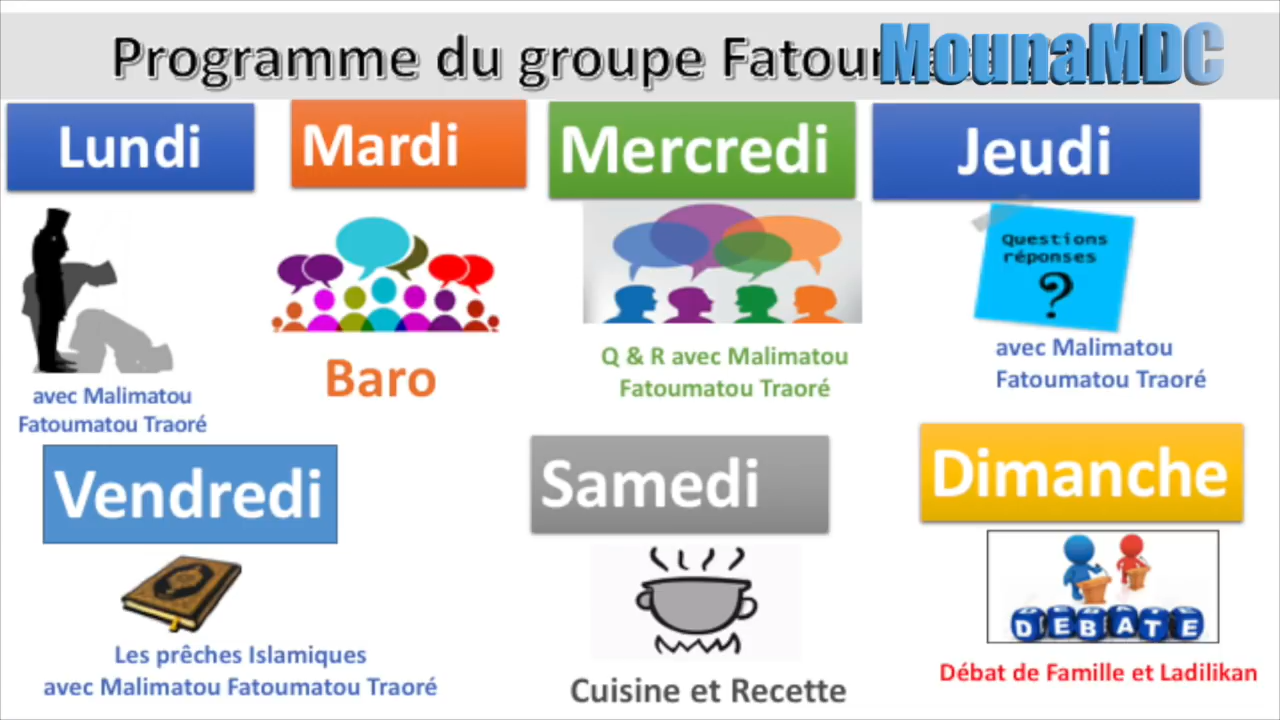 Programme du groupe
MounaMDC
Lundi
Mardi
Mercredi
Jeudi
Questions
réponses
?
avec Malimatou
Fatoumatou Traoré
Baro
Q & R avec Malimatou
Fatoumatou Traoré
avec Malimatou
Fatoumatou Traoré
Vendredi
Samedi
Dimanche
DEBATE
Les prêches Islamiques
avec Malimatou Fatoumatou Traoré
Cuisine et Recette
Débat de Famille et Ladilikan